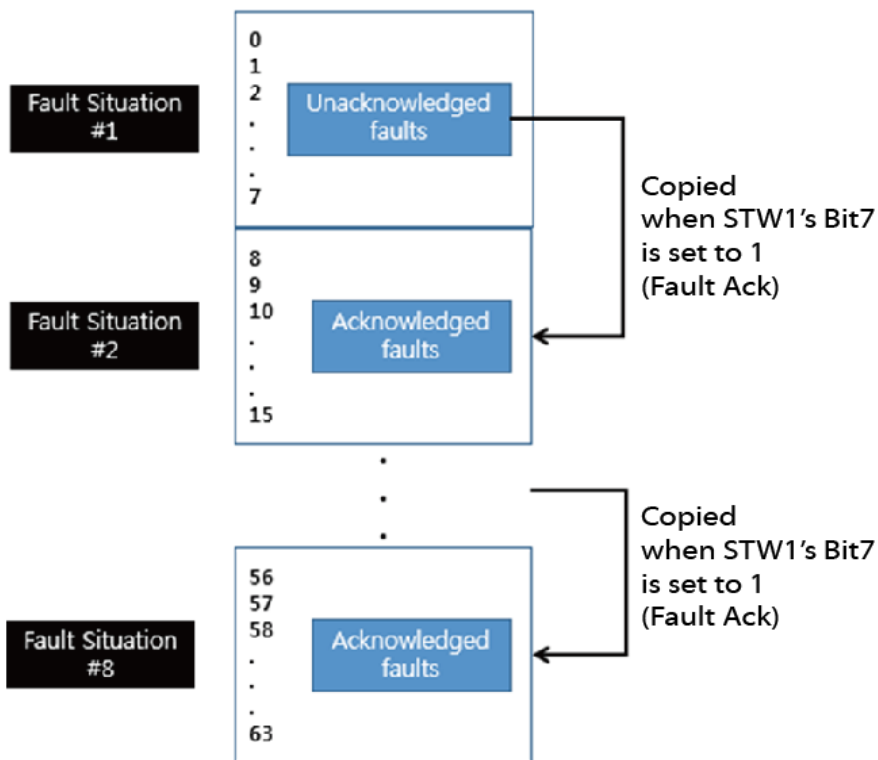 Fault Situation
#1
0
1
2
.
.
.
7
Unacknowledged
faults
Copied
when STW1's Bit7
is set to 1
(Fault Ack)
Fault Situation
#2
8
9
10
.
.
.
15
Acknowledged
faults
.
.
.
Copied
when STW1's Bit7
is set to 1
(Fault Ack)
Fault Situation
#8
56
57
58
.
.
.
63
Acknowledged
faults